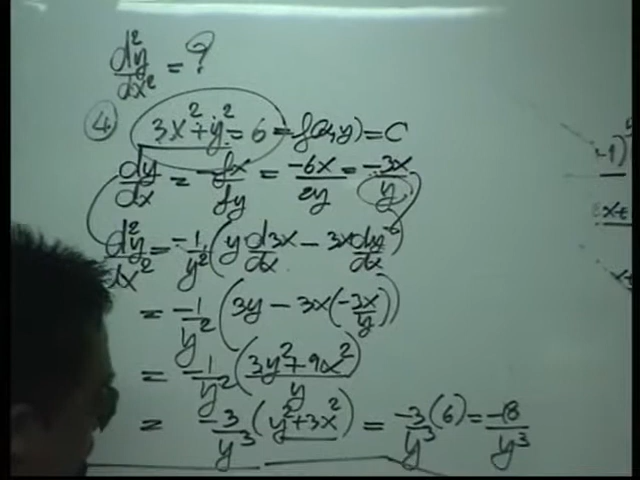 d²y/dx² = ?
④ 3x² + y² = 6 = f(x,y) = C
dy/dx = -fx/fy = -6x/2y = -3x/y
d²y/dx² = -1/y² (y d3x/dx - 3x dy/dx)
= -1/y² (3y - 3x(-3x/y))
= -1/y² (3y² + 9x²/y)
= -3/y³ (y² + 3x²) = -3/y³ (6) = -18/y³